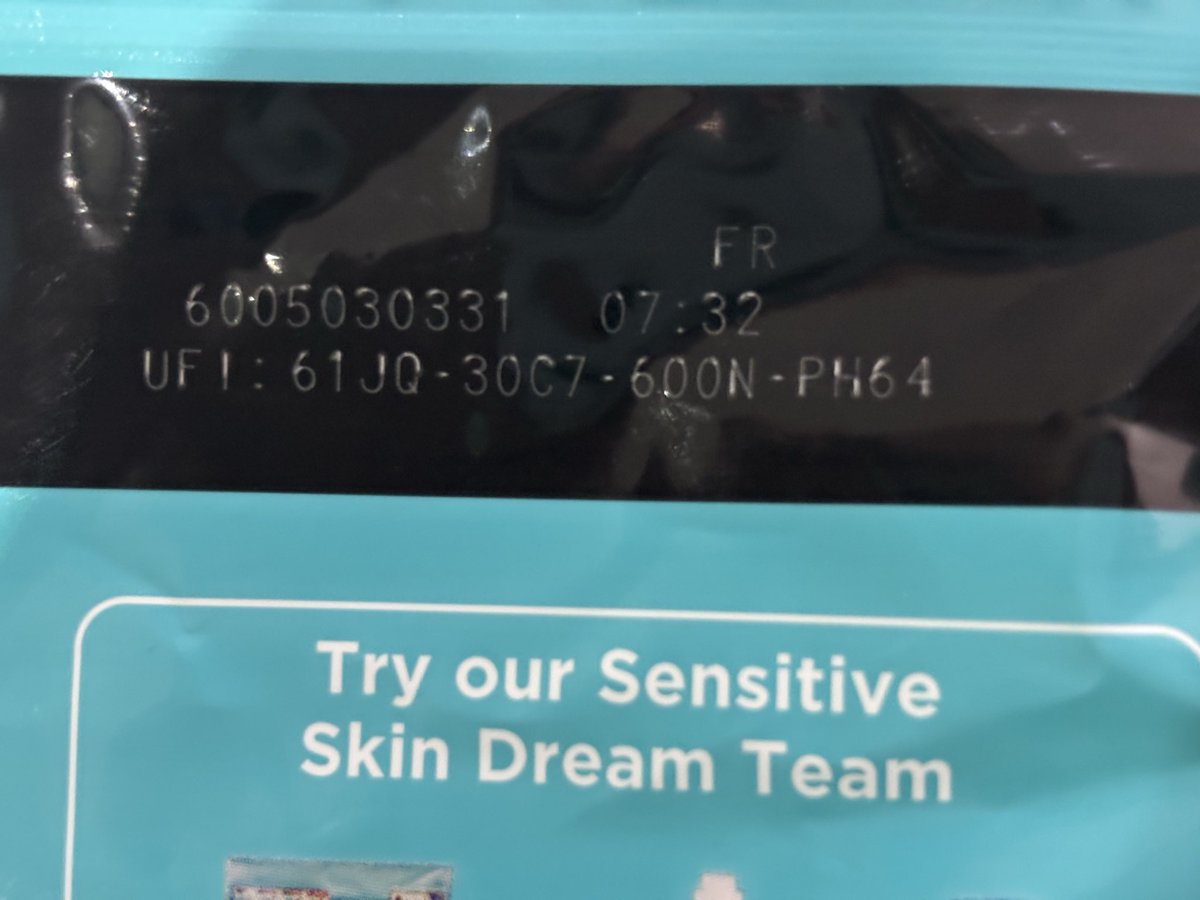 FR
6005030331 07:32
UFI: 61JQ-30C7-600N-PH64
Try our Sensitive
Skin Dream Team